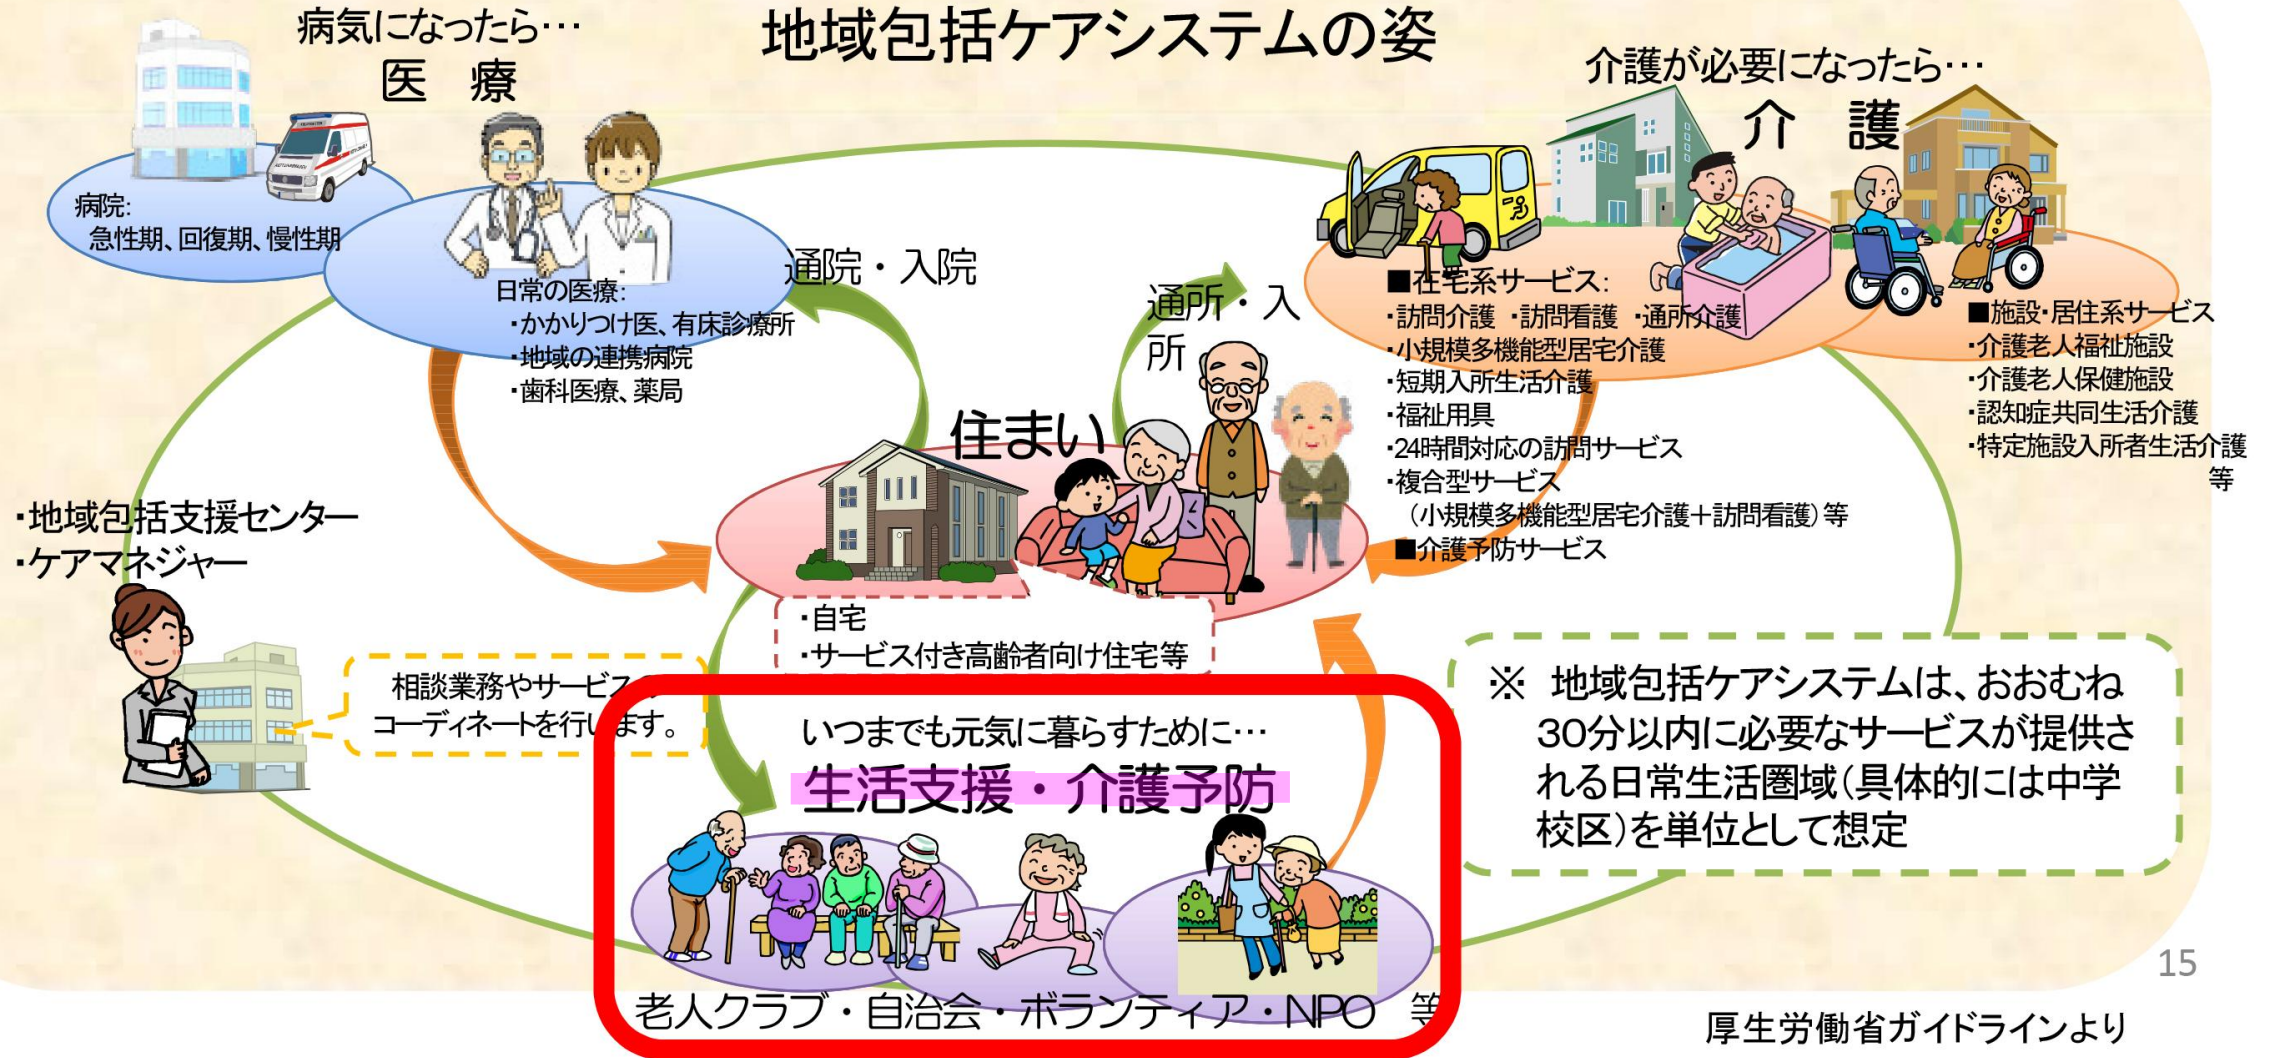 地域包括ケアシステムの姿
病気になったら…
医 療
病院:
急性期、回復期、慢性期
日常の医療:
・かかりつけ医、有床診療所
・地域の連携病院
・歯科医療、薬局
通院・入院
通所・入
所
介護が必要になったら…
介 護
■在宅系サービス:
・訪問介護 ・訪問看護 ・通所介護
・小規模多機能型居宅介護
・短期入所生活介護
・福祉用具
・24時間対応の訪問サービス
・複合型サービス
（小規模多機能型居宅介護＋訪問看護）等
■介護予防サービス
■施設・居住系サービス
・介護老人福祉施設
・介護老人保健施設
・認知症共同生活介護
・特定施設入所者生活介護
等
住まい
・自宅
・サービス付き高齢者向け住宅等
・地域包括支援センター
・ケアマネジャー
相談業務やサービスの
コーディネートを行します。
いつまでも元気に暮らすために…
生活支援・介護予防
老人クラブ・自治会・ボランティア・NPO 等
※ 地域包括ケアシステムは、おおむね
30分以内に必要なサービスが提供さ
れる日常生活圏域（具体的には中学
校区）を単位として想定
15
厚生労働省ガイドラインより